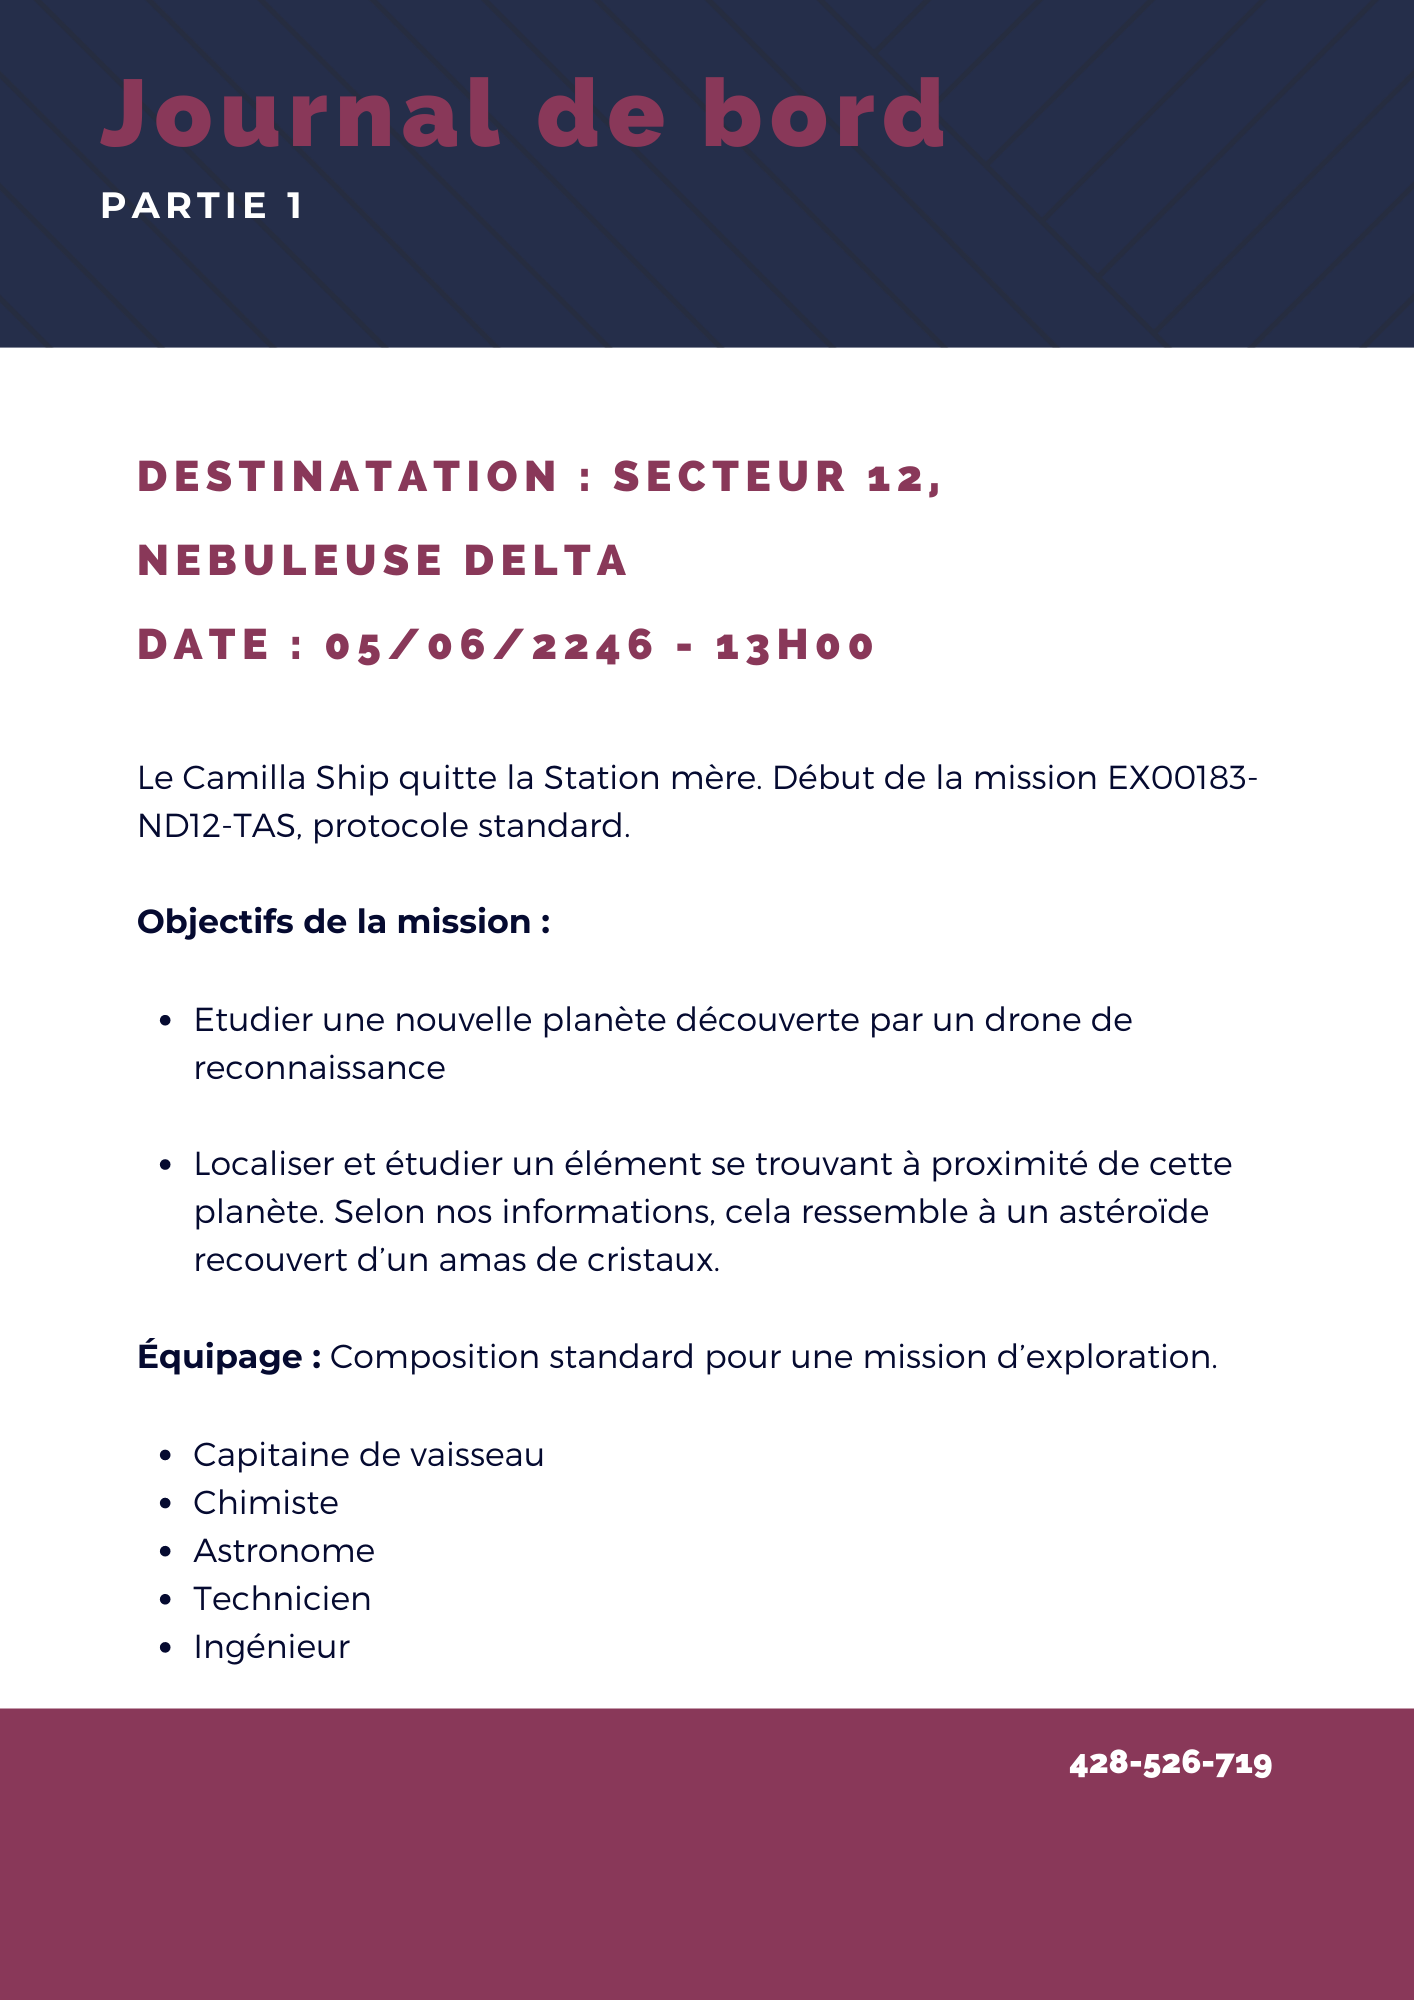 Journal de bord
PARTIE 1
DESTINATATION : SECTEUR 12,
NEBULEUSE DELTA
DATE : 05/06/2246 - 13H00
Le Camilla Ship quitte la Station mère. Début de la mission EX00183-
ND12-TAS, protocole standard.
Objectifs de la mission :
• Etudier une nouvelle planète découverte par un drone de
reconnaissance
• Localiser et étudier un élément se trouvant à proximité de cette
planète. Selon nos informations, cela ressemble à un astéroïde
recouvert d’un amas de cristaux.
Équipage : Composition standard pour une mission d’exploration.
• Capitaine de vaisseau
• Chimiste
• Astronome
• Technicien
• Ingénieur
428-526-719